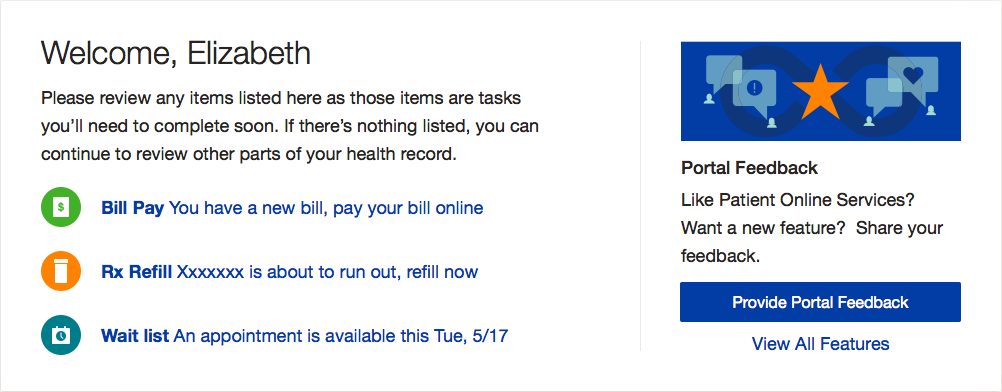 Welcome, Elizabeth
Please review any items listed here as those items are tasks
you’ll need to complete soon. If there’s nothing listed, you can
continue to review other parts of your health record.
$
Bill Pay You have a new bill, pay your bill online
Rx Refill Xxxxxxx is about to run out, refill now
Wait list An appointment is available this Tue, 5/17
!
Portal Feedback
Like Patient Online Services?
Want a new feature?  Share your
feedback.
Provide Portal Feedback
View All Features